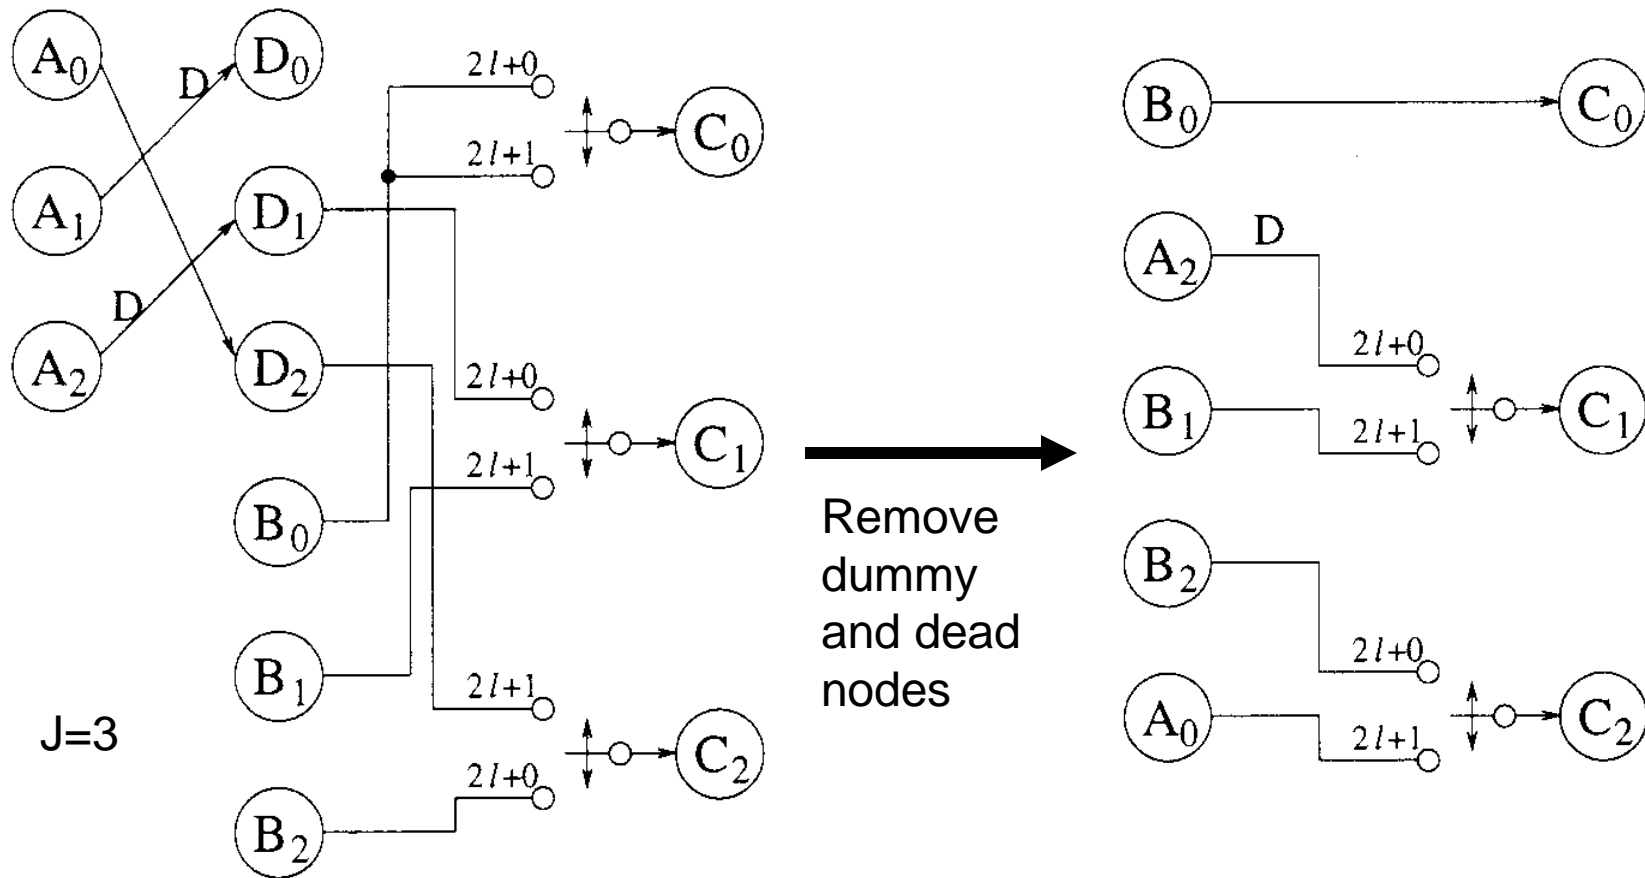 A0
D0
D
2l+0
2l+1
C0
A1
D1
D
A2
D2
2l+0
2l+1
C1
B0
B1
2l+1
2l+0
C2
B2
J=3
Remove
dummy
and dead
nodes
B0
C0
A2
D
2l+0
B1
2l+1
C1
B2
2l+0
A0
2l+1
C2